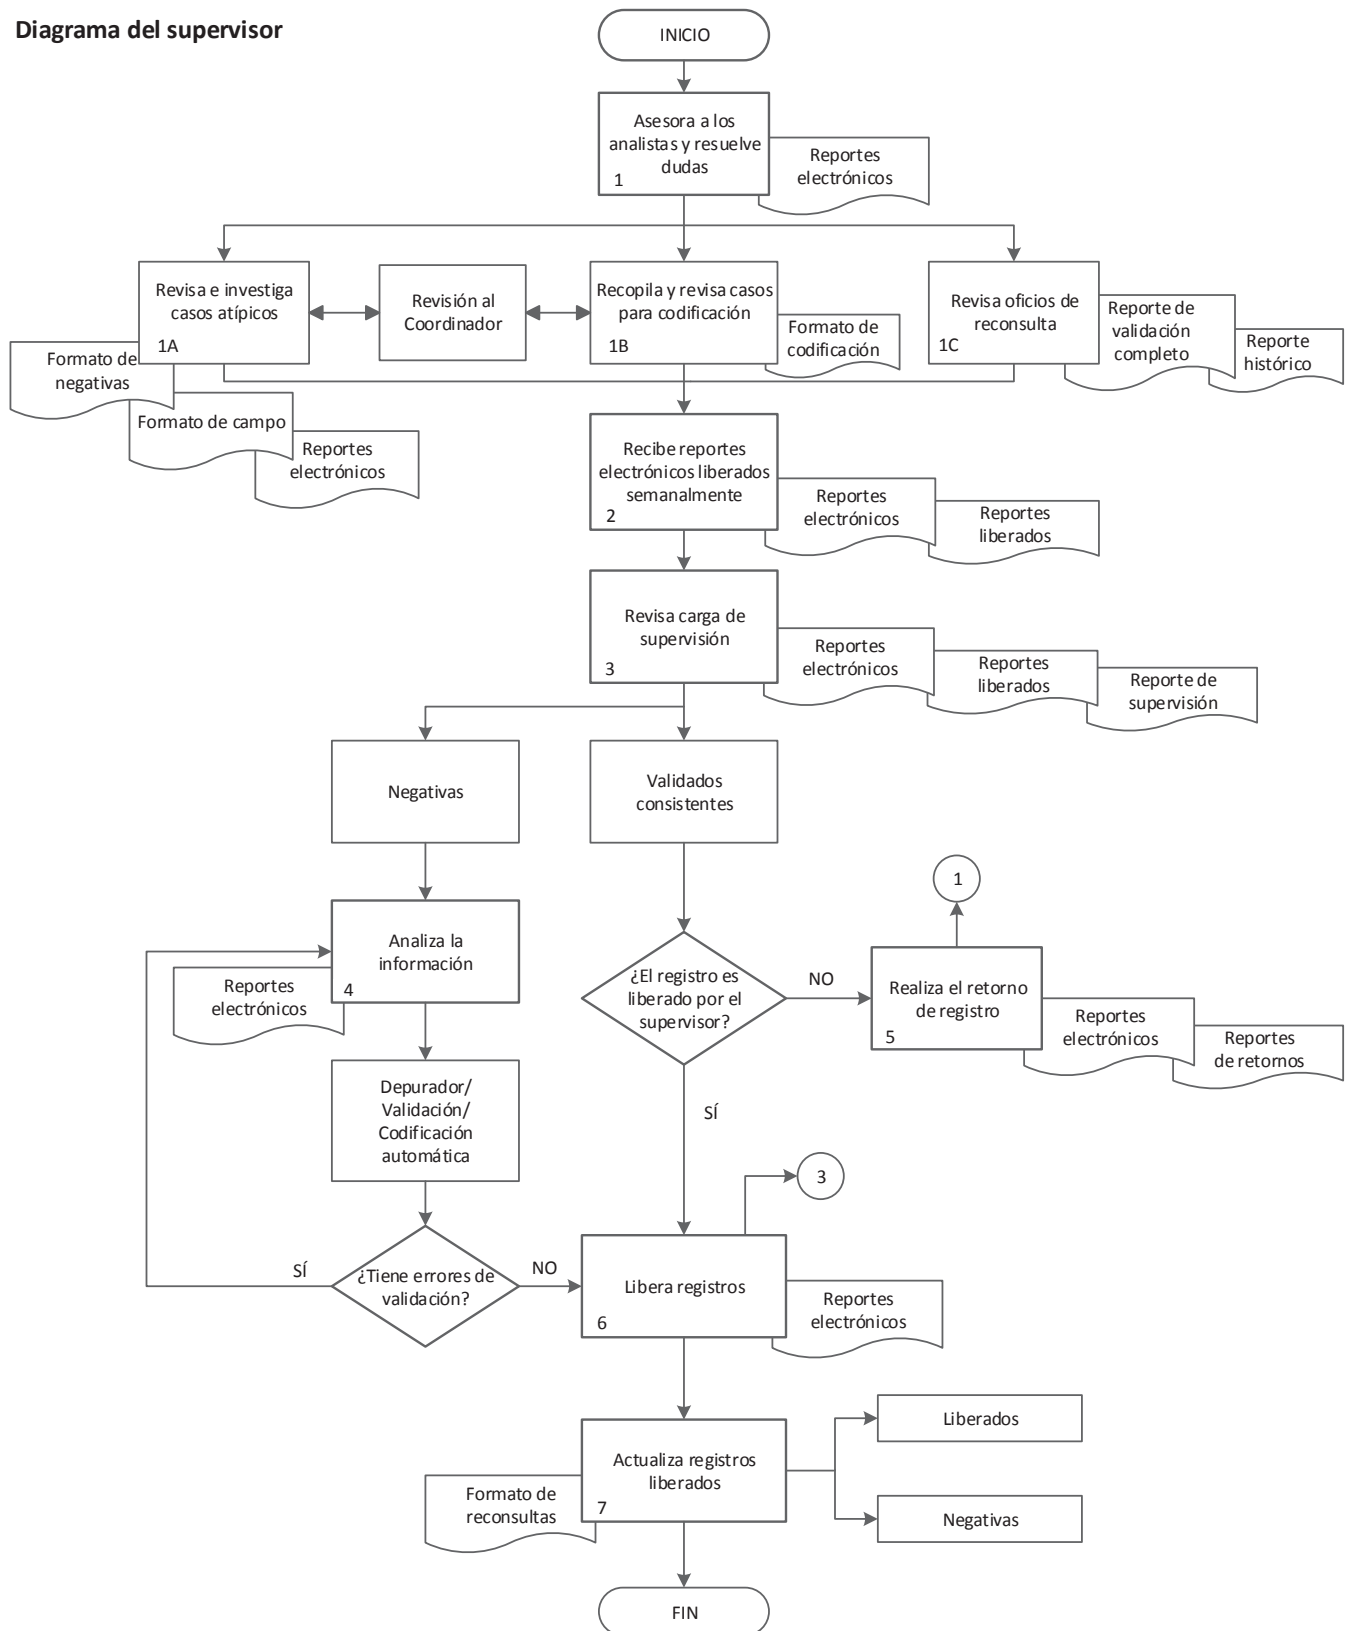 Diagrama del supervisor
INICIO
Asesora a los
analistas y resuelve
dudas
1
Reportes
electrónicos
Revisa e investiga
casos atípicos
1A
Revisión al
Coordinador
Recopila y revisa casos
para codificación
1B
Formato de
codificación
Revisa oficios de
reconsulta
1C
Reporte de
validación
completo
Reporte
histórico
Formato de
negativas
Formato de campo
Reportes
electrónicos
Recibe reportes
electrónicos liberados
semanalmente
2
Reportes
electrónicos
Reportes
liberados
Revisa carga de
supervisión
3
Reportes
electrónicos
Reportes
liberados
Reporte de
supervisión
Negativas
Validados
consistentes
Analiza la
información
4
Reportes
electrónicos
¿El registro es
liberado por el
supervisor?
NO
1
Realiza el retorno
de registro
5
Reportes
electrónicos
Reportes
de retornos
Depurador/
Validación/
Codificación
automática
SÍ
3
¿Tiene errores de
validación?
SÍ
NO
Libera registros
6
Reportes
electrónicos
Actualiza registros
liberados
7
Formato de
reconsultas
Liberados
Negativas
FIN